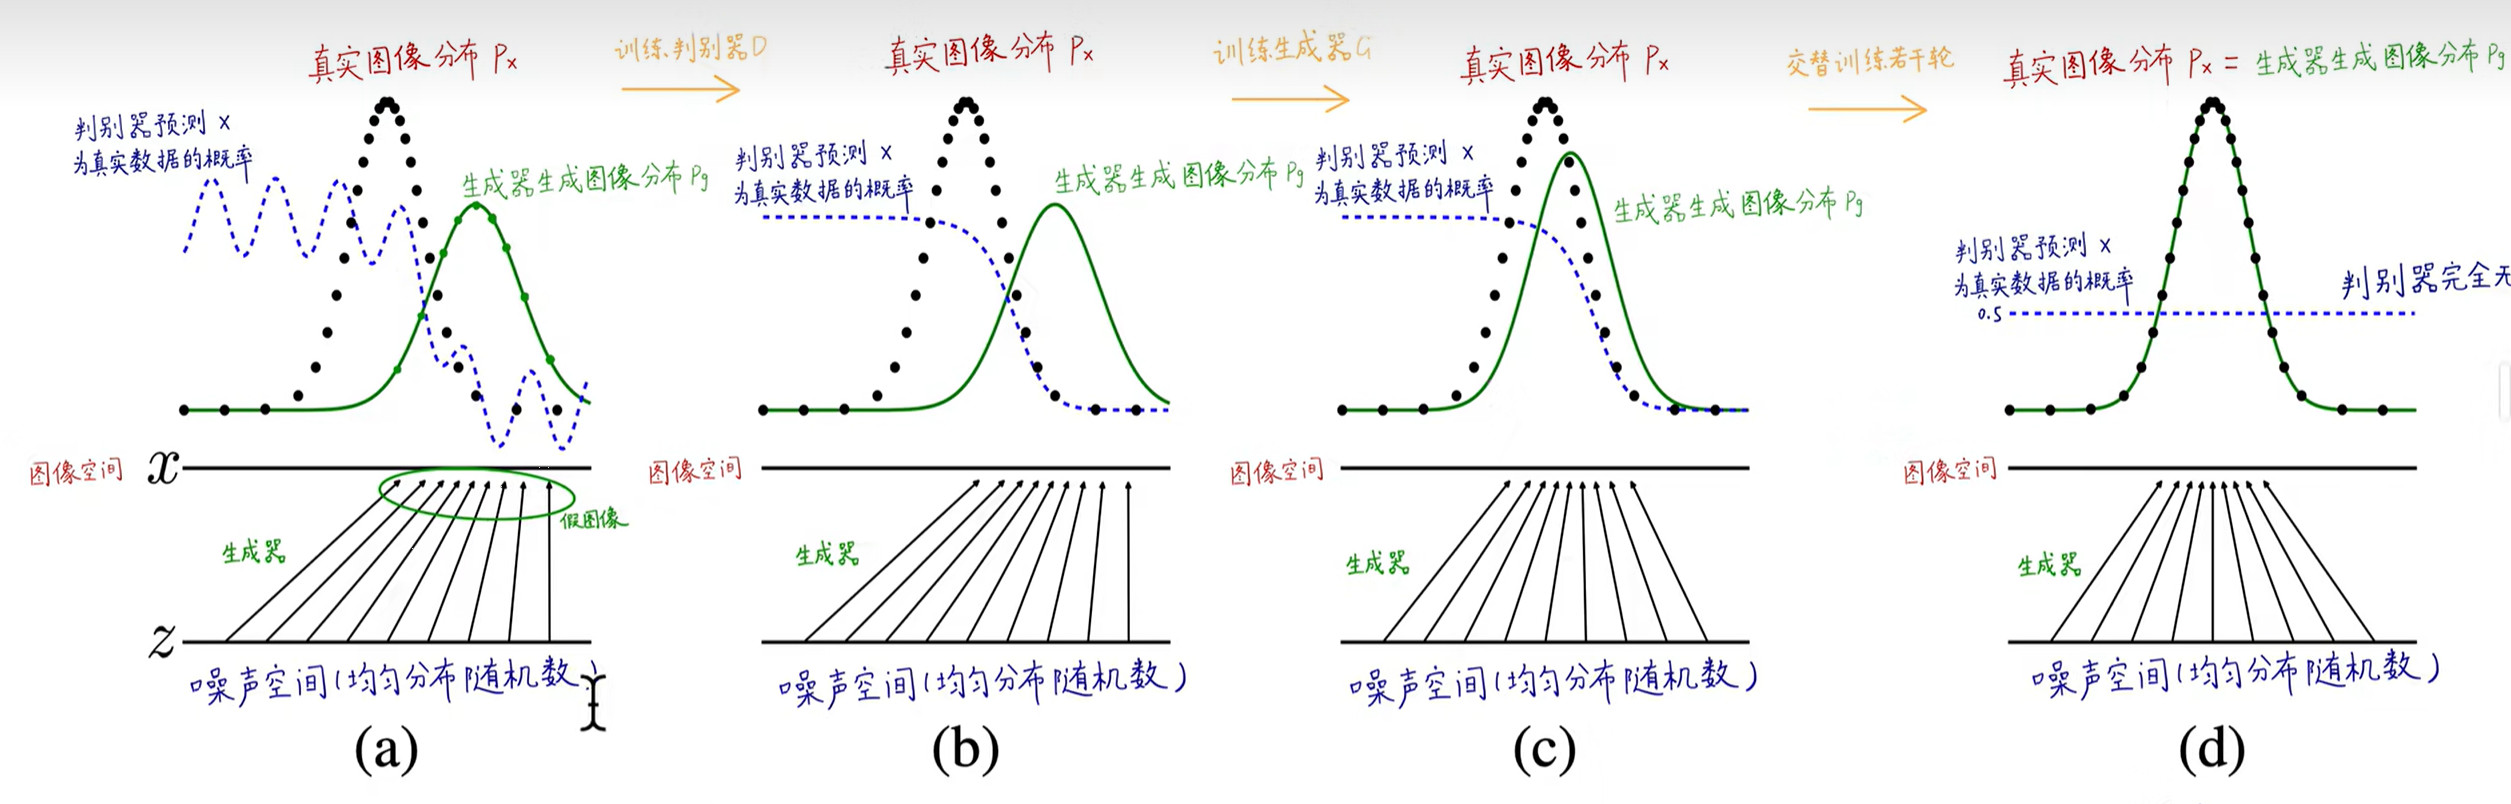 真实图像分布 Px
训练判别器D
真实图像分布 Px
训练生成器G
真实图像分布 Px
交替训练若干轮
真实图像分布 Px = 生成器生成图像分布 Pg
判别器预测 x
为真实数据的概率
生成器生成图像分布 Pg
判别器预测 x
为真实数据的概率
生成器生成图像分布 Pg
判别器预测 x
为真实数据的概率
生成器生成图像分布 Pg
判别器预测 x
为真实数据的概率
0.5
判别器完全无
图像空间 x
图像空间
图像空间
图像空间
假图像
生成器
生成器
生成器
生成器
z
噪声空间(均匀分布随机数)
噪声空间(均匀分布随机数)
噪声空间(均匀分布随机数)
噪声空间(均匀分布随机数)
(a)
(b)
(c)
(d)